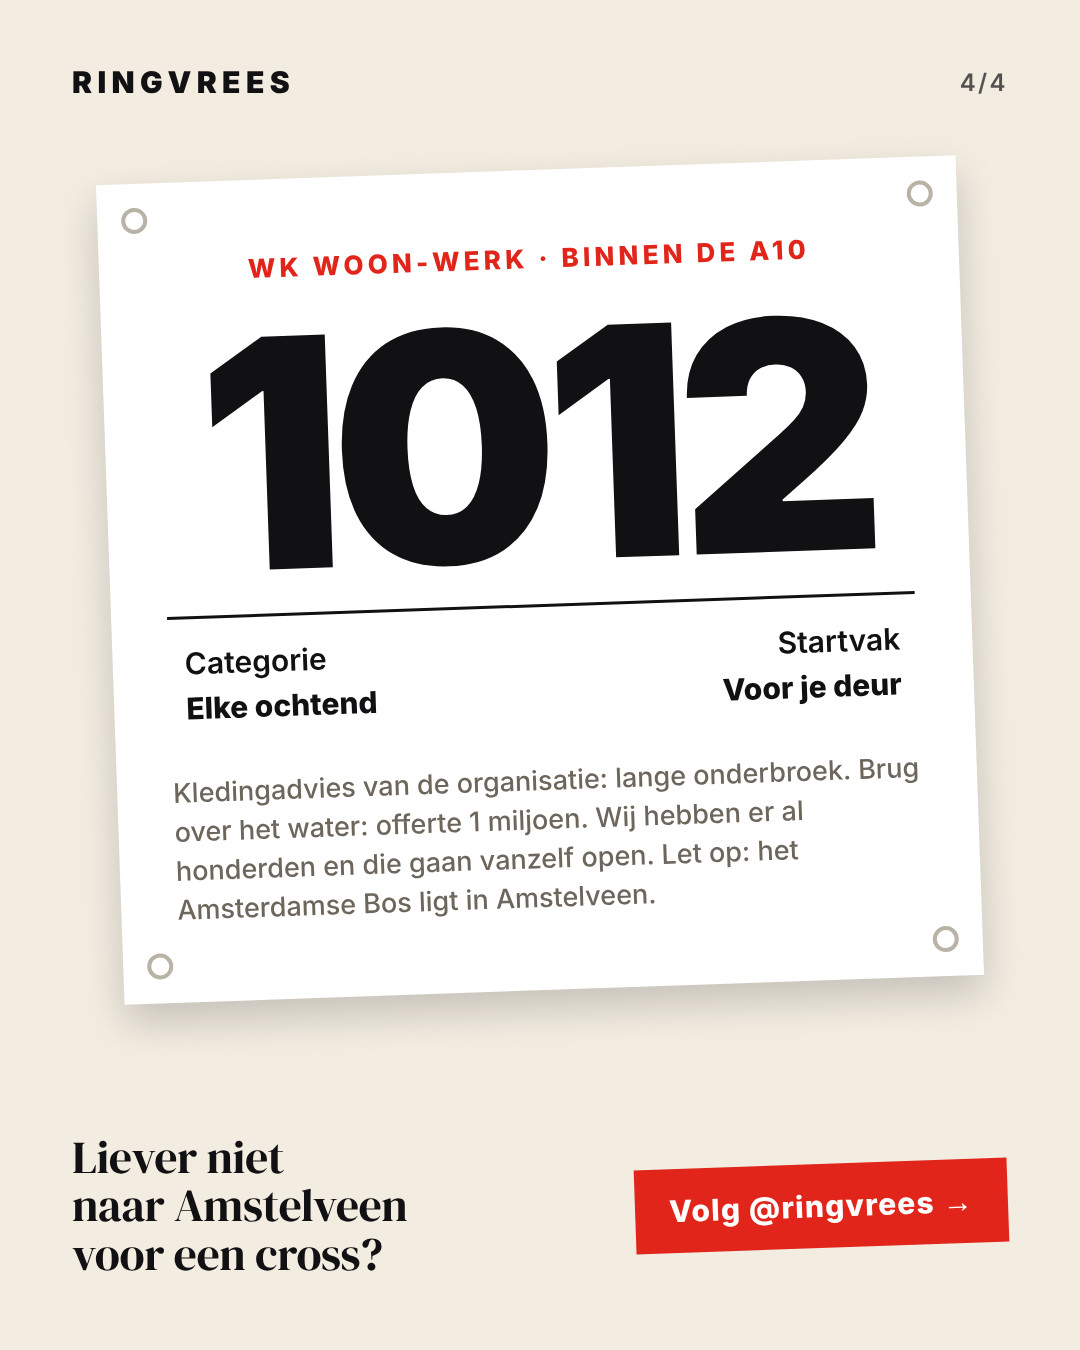 RINGVREES
4/4
WK WOON-WERK · BINNEN DE A10
1012
Categorie
Elke ochtend
Startvak
Voor je deur
Kledingadvies van de organisatie: lange onderbroek. Brug
over het water: offerte 1 miljoen. Wij hebben er al
honderden en die gaan vanzelf open. Let op: het
Amsterdamse Bos ligt in Amstelveen.
Liever niet
naar Amstelveen
voor een cross?
Volg @ringvrees →